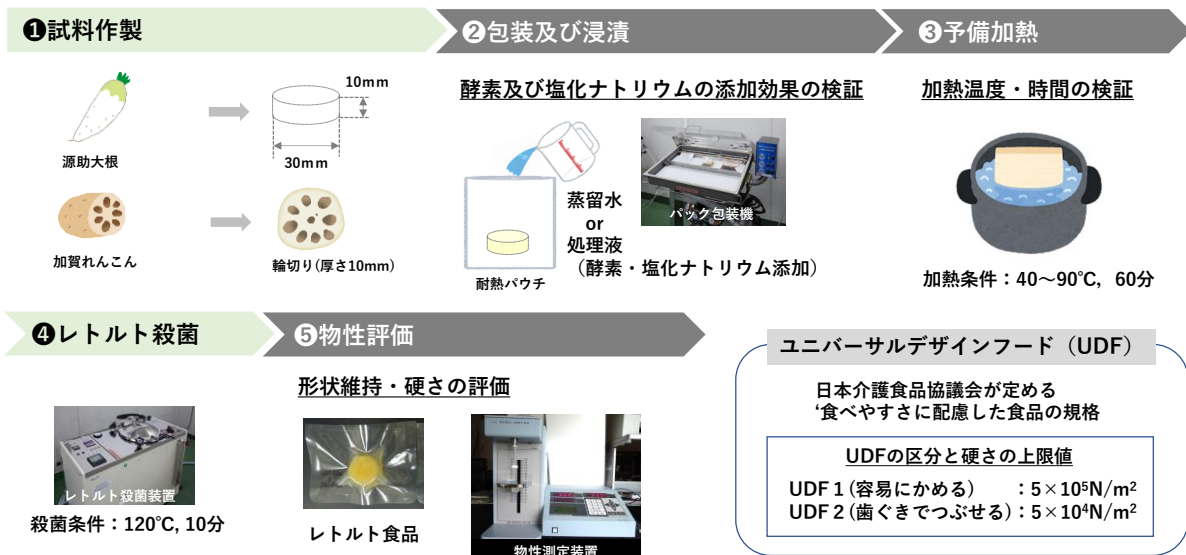 ❶試料作製
❷包装及び浸漬
❸予備加熱
10mm
30mm
源助大根
加賀れんこん
輪切り(厚さ10mm)
酵素及び塩化ナトリウムの添加効果の検証
蒸留水
or
処理液
（酵素・塩化ナトリウム添加）
耐熱パウチ
パック包装機
加熱温度・時間の検証
加熱条件：40～90℃, 60分
❹レトルト殺菌
❺物性評価
レトルト殺菌装置
殺菌条件：120℃, 10分
形状維持・硬さの評価
レトルト食品
物性測定装置
ユニバーサルデザインフード（UDF）
日本介護食品協議会が定める
‘食べやすさに配慮した食品の規格
UDFの区分と硬さの上限値
UDF 1 (容易にかめる)　　：5×10⁵N/m²
UDF 2 (歯ぐきでつぶせる)：5×10⁴N/m²